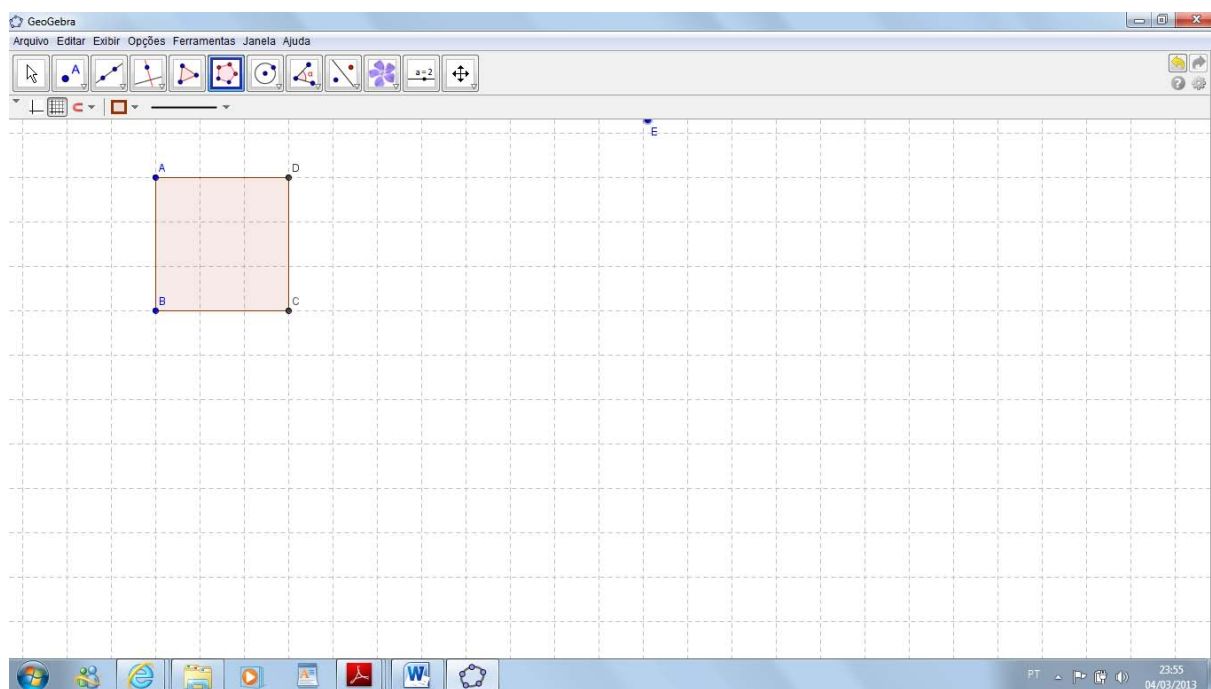 GeoGebra
Arquivo Editar Exibir Opções Ferramentas Janela Ajuda
A
a=2
E
A D
B C
W
PT 23:55
04/03/2013